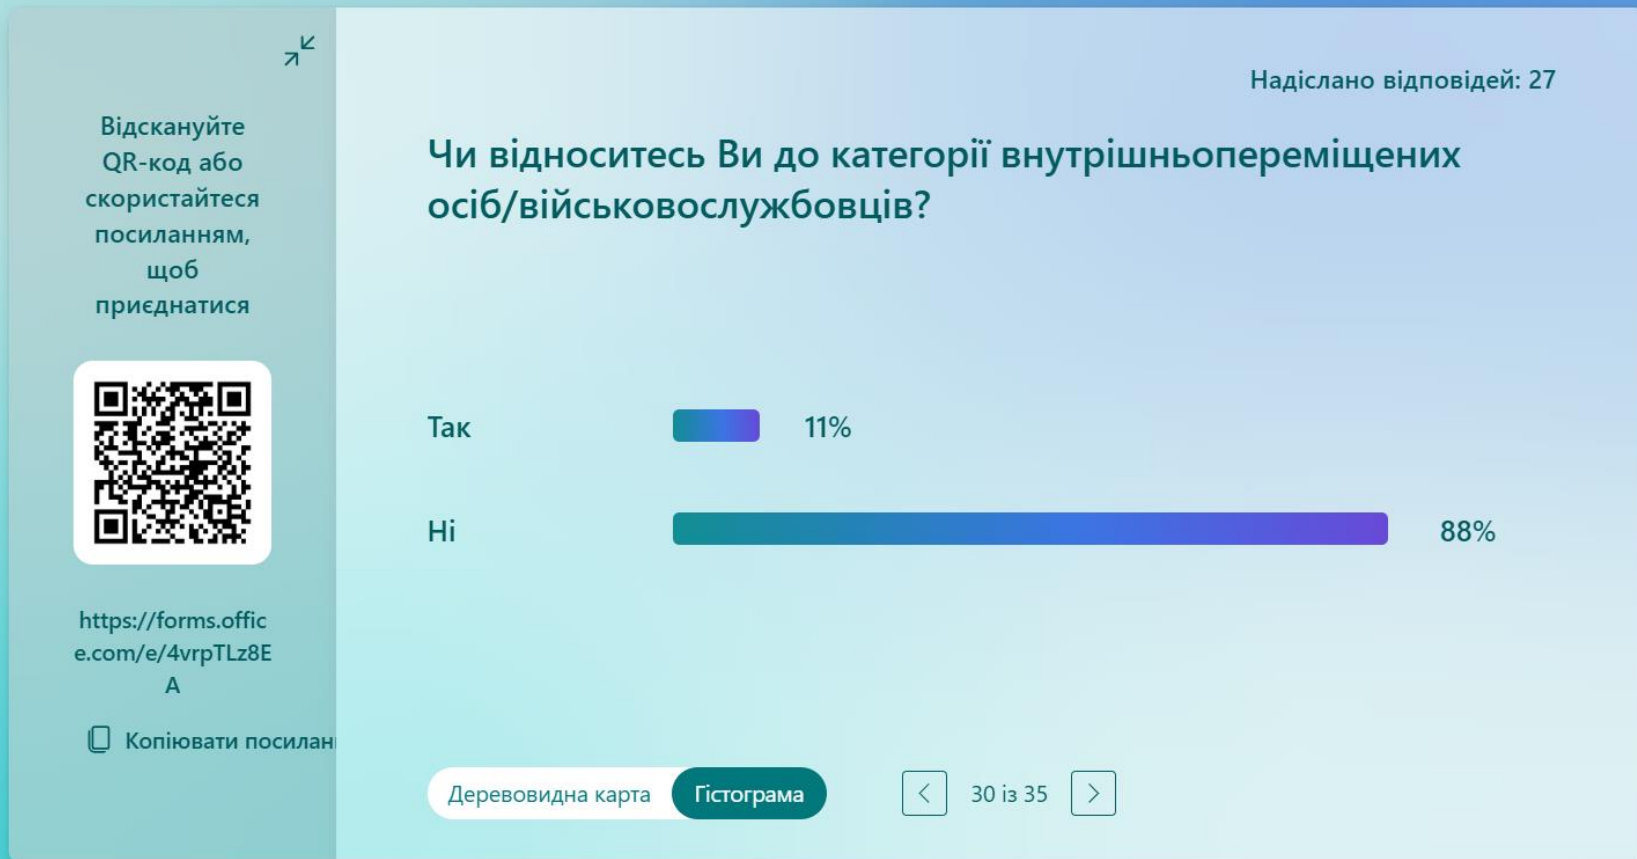 Відскануйте
QR-код або
скористайтеся
посиланням,
щоб
приєднатися
https://forms.offic
e.com/e/4vrpTLz8E
A
Копіювати посилан
Надіслано відповідей: 27
Чи відноситесь Ви до категорії внутрішньопереміщених
осіб/військовослужбовців?
Так 11%
Ні 88%
Деревовидна карта Гістограма 30 із 35